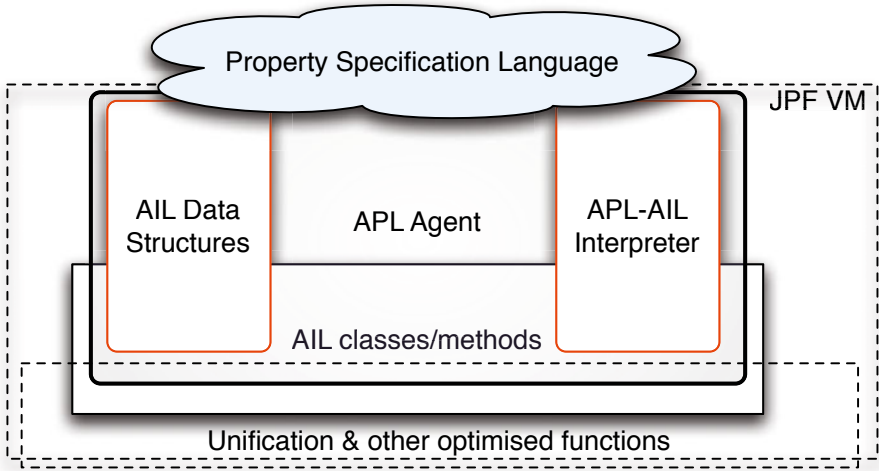 Property Specification Language
JPF VM
AIL Data
Structures
APL Agent
APL-AIL
Interpreter
AIL classes/methods
Unification & other optimised functions